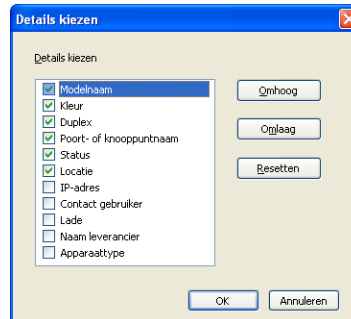 Details kiezen
Details kiezen
Modelnaam
Kleur
Duplex
Poort- of knooppuntnaam
Status
Locatie
IP-adres
Contact gebruiker
Lade
Naam leverancier
Apparaattype
Omhoog
Omlaag
Resetten
OK
Annuleren